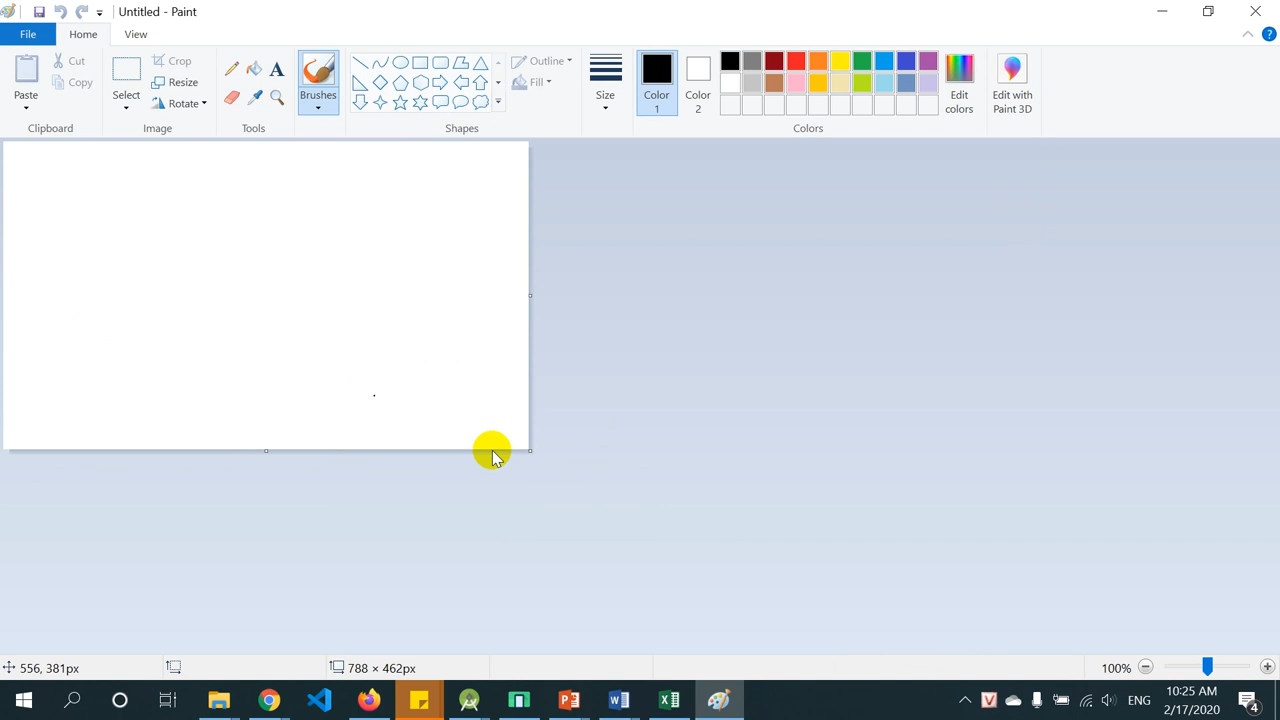 Untitled - Paint
File
Home
View
Paste
Cut
Copy
Clipboard
Select
Crop
Resize
Rotate
Image
Tools
Brushes
Outline
Fill
Shapes
Size
Color
1
Color
2
Edit
colors
Colors
Edit with
Paint 3D
556, 381px
788 × 462px
100%
ENG
10:25 AM
2/17/2020
4